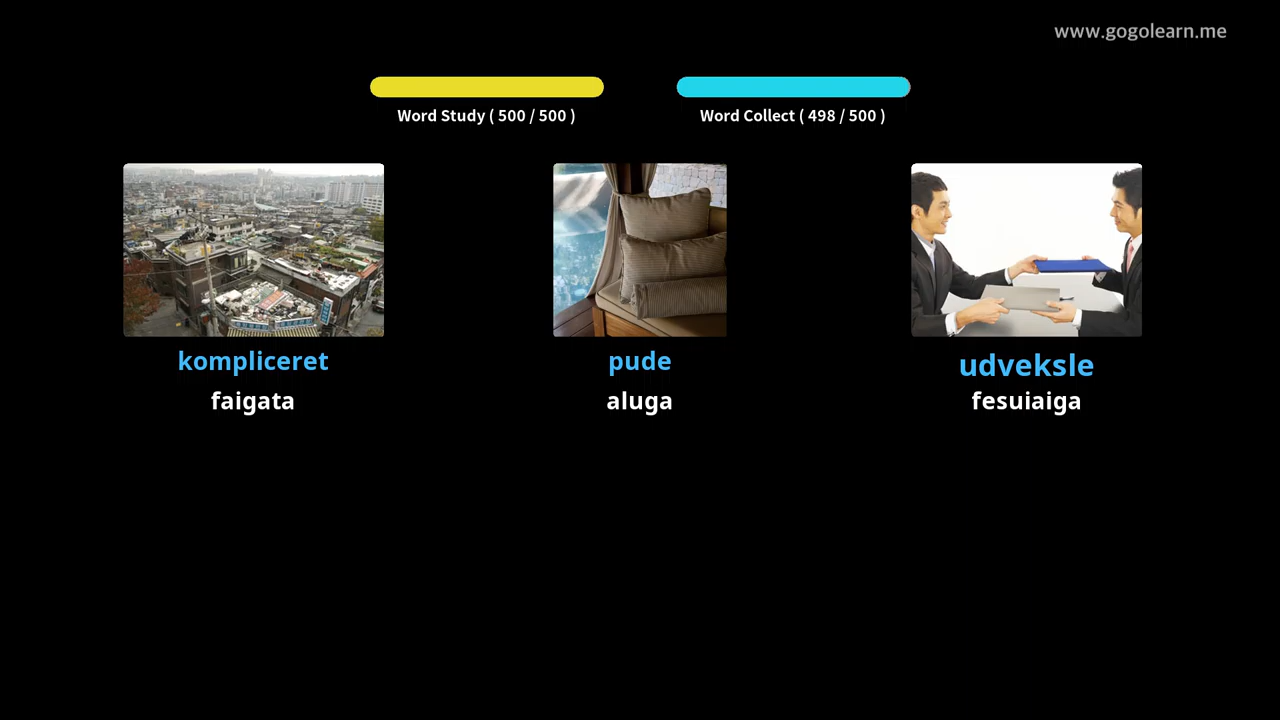 www.gogolearn.me
Word Study ( 500 / 500 )
Word Collect ( 498 / 500 )
kompliceret
pude
udveksle
faigata
aluga
fesuiaiga